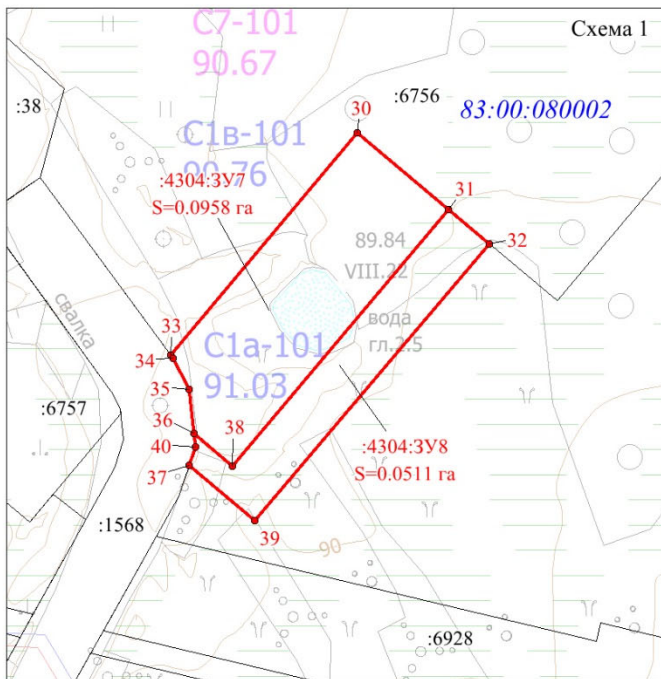 С7-101
90.67
Схема 1
:38
:6756
83:00:080002
30
С1в-101
90.76
:4304:ЗУ7
S=0.0958 га
31
32
89.84
VIII.22
вода
гл.2.5
свалка
33
34
С1а-101
91.03
35
:6757
36
38
40
37
:4304:ЗУ8
S=0.0511 га
39
:1568
90
:6928